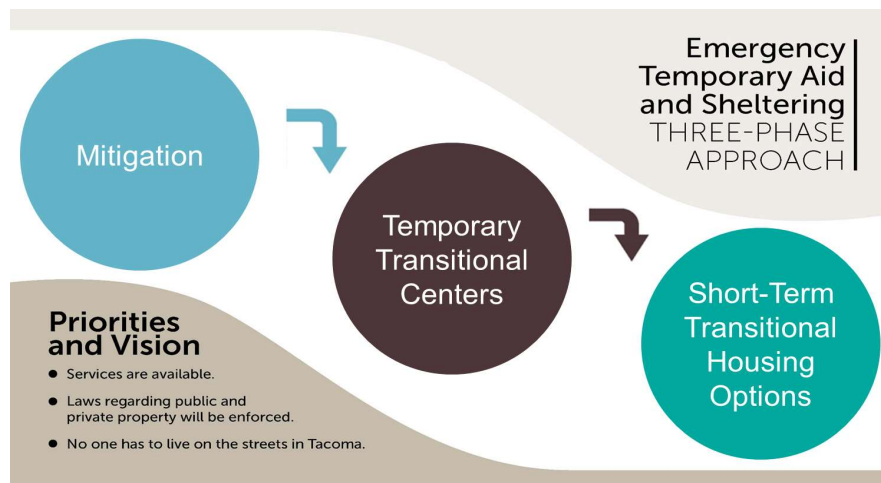 Emergency
Temporary Aid
and Sheltering
THREE-PHASE
APPROACH
Mitigation
Temporary
Transitional
Centers
Short-Term
Transitional
Housing
Options
Priorities
and Vision
● Services are available.
● Laws regarding public and
private property will be enforced.
● No one has to live on the streets in Tacoma.